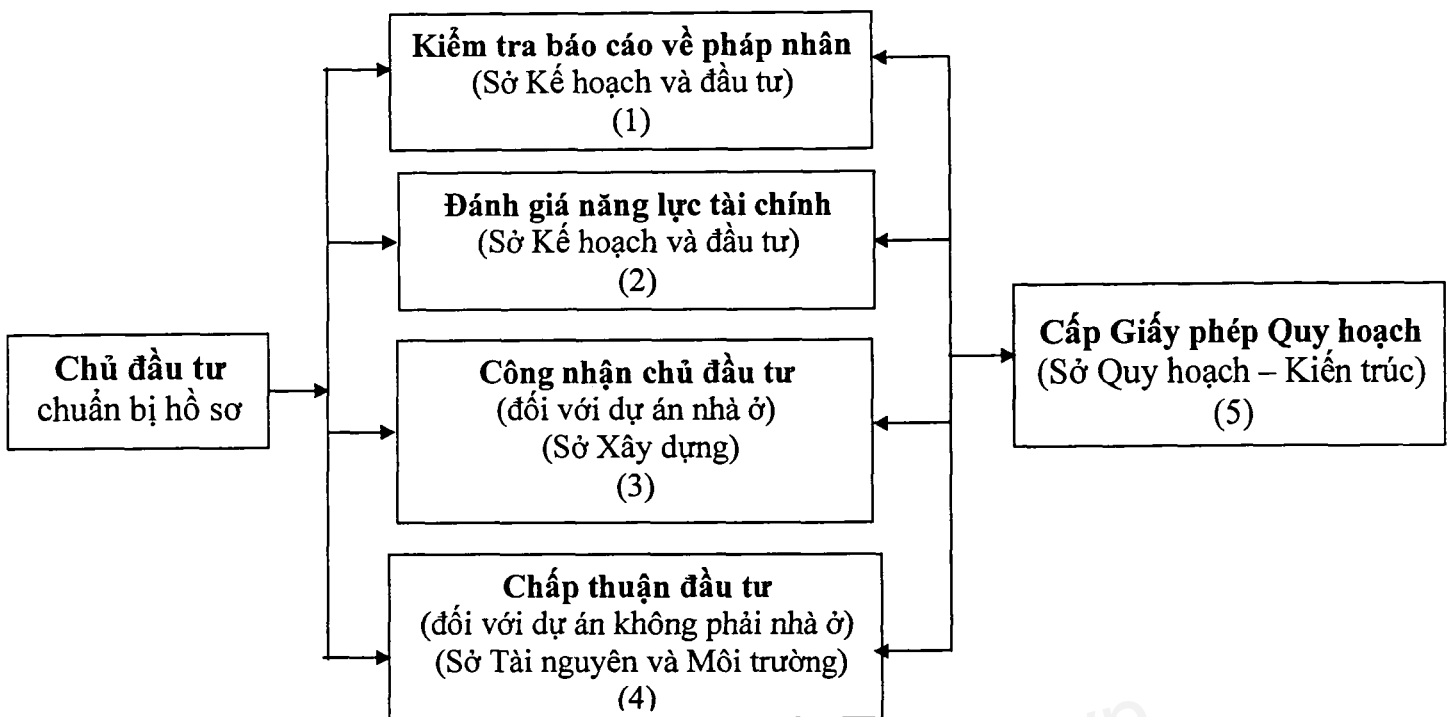 Kiểm tra báo cáo về pháp nhân
(Sở Kế hoạch và đầu tư)
(1)
Đánh giá năng lực tài chính
(Sở Kế hoạch và đầu tư)
(2)
Chủ đầu tư
chuẩn bị hồ sơ
Công nhận chủ đầu tư
(đối với dự án nhà ở)
(Sở Xây dựng)
(3)
Chấp thuận đầu tư
(đối với dự án không phải nhà ở)
(Sở Tài nguyên và Môi trường)
(4)
Cấp Giấy phép Quy hoạch
(Sở Quy hoạch – Kiến trúc)
(5)